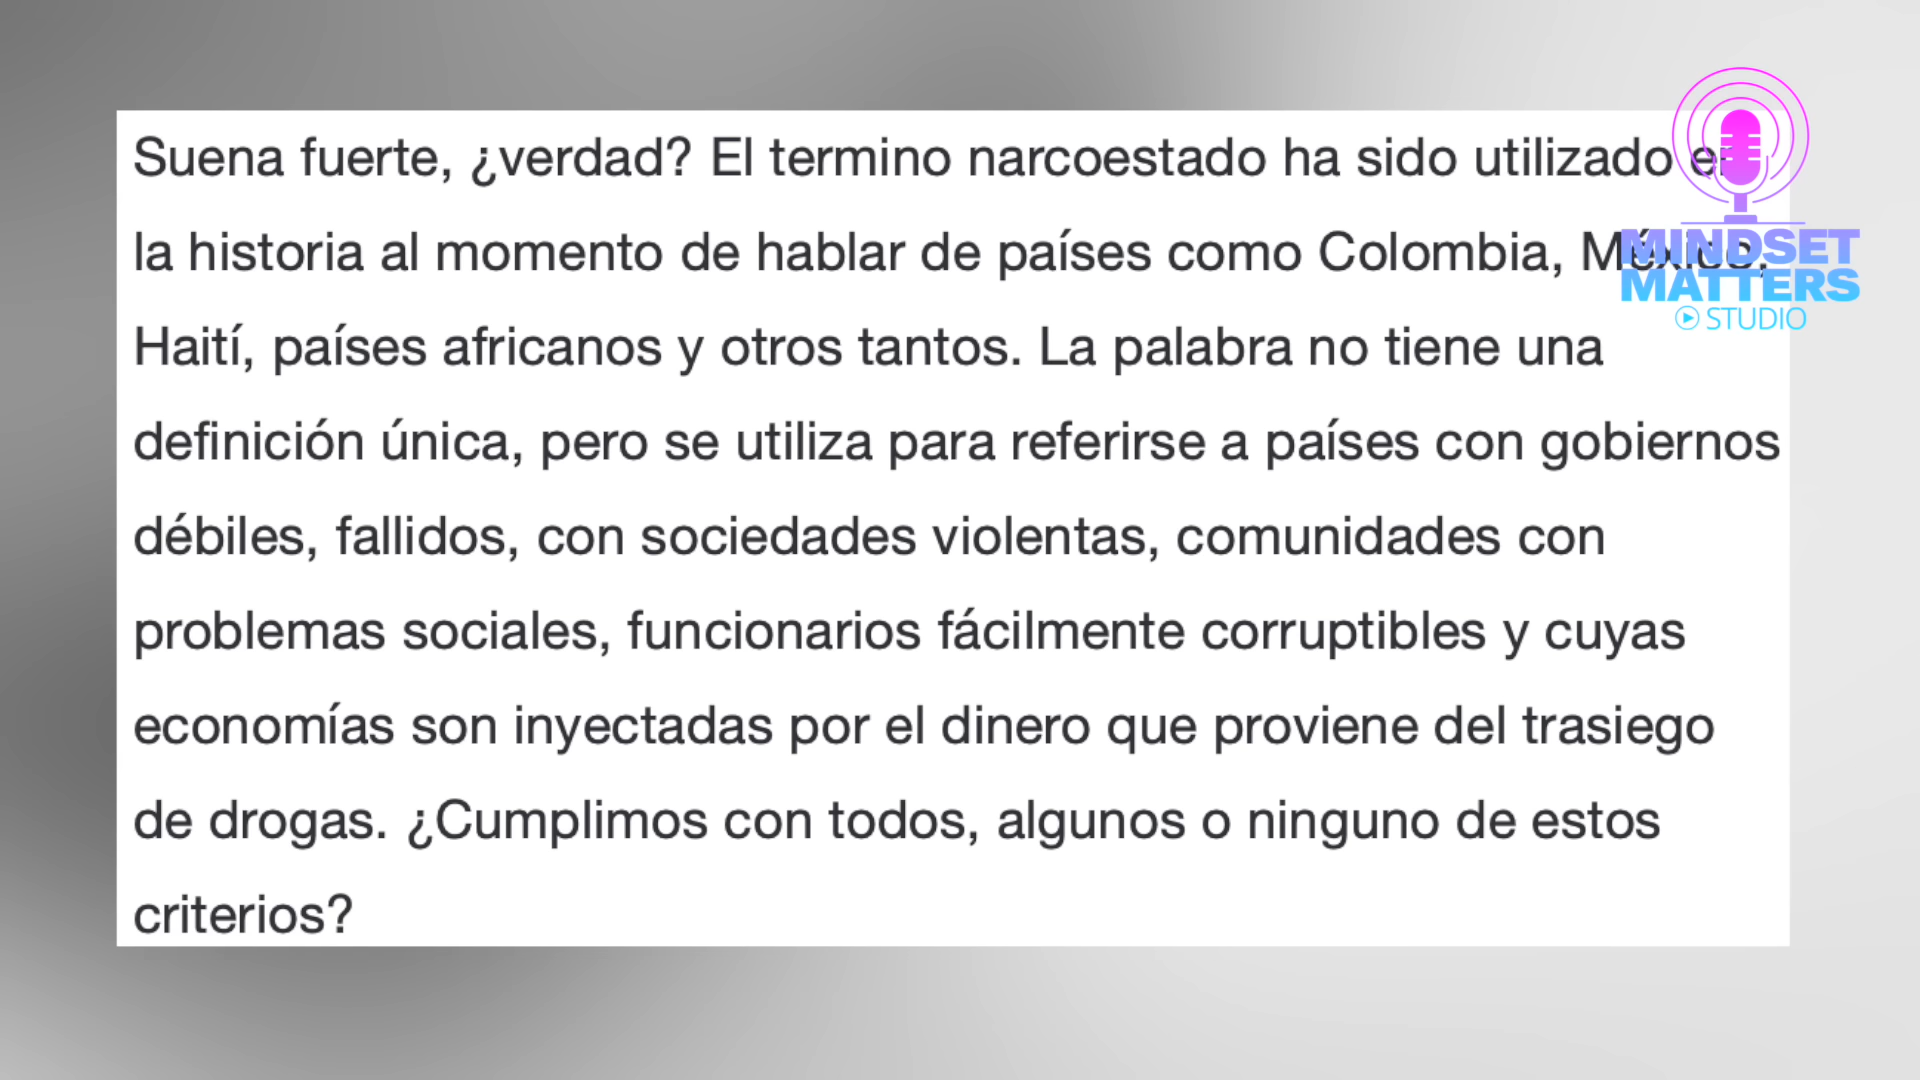 Suena fuerte, ¿verdad? El termino narcoestado ha sido utilizado en
la historia al momento de hablar de países como Colombia, México,
Haití, países africanos y otros tantos. La palabra no tiene una
definición única, pero se utiliza para referirse a países con gobiernos
débiles, fallidos, con sociedades violentas, comunidades con
problemas sociales, funcionarios fácilmente corruptibles y cuyas
economías son inyectadas por el dinero que proviene del trasiego
de drogas. ¿Cumplimos con todos, algunos o ninguno de estos
criterios?
MINDSET
MATTERS
STUDIO